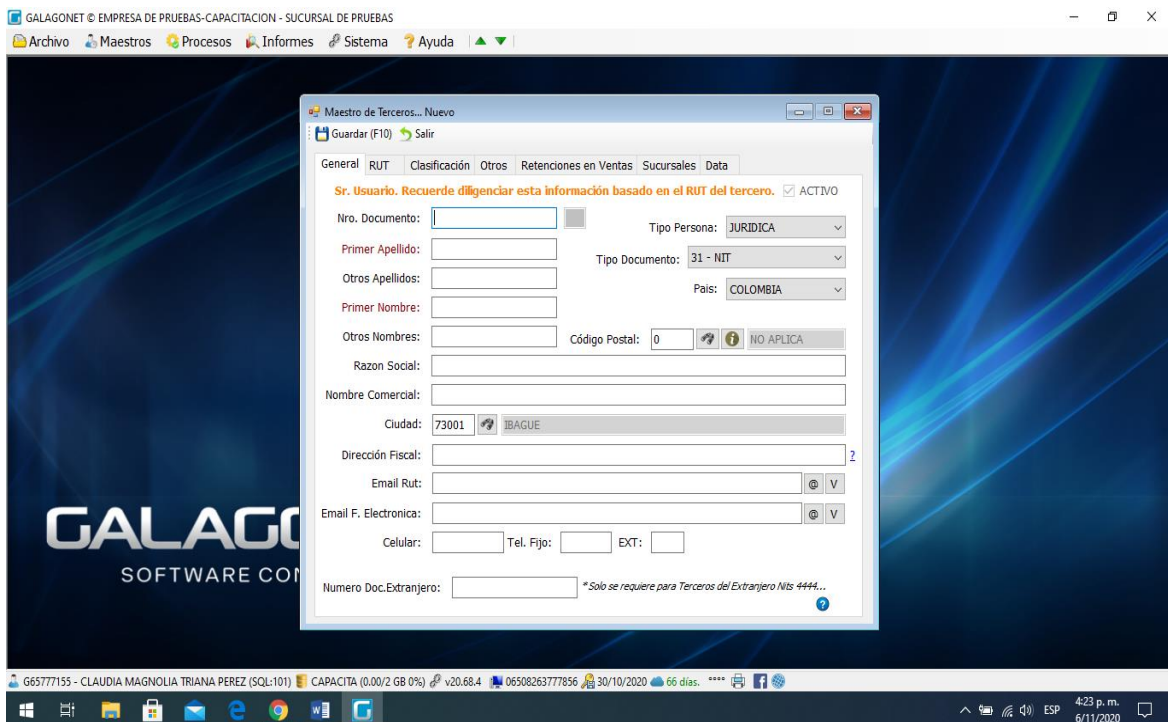 GALAGONET © EMPRESA DE PRUEBAS-CAPACITACION - SUCURSAL DE PRUEBAS
Archivo Maestros Procesos Informes Sistema Ayuda
Maestro de Terceros... Nuevo
Guardar (F10) Salir
General RUT Clasificación Otros Retenciones en Ventas Sucursales Data
Sr. Usuario. Recuerde diligenciar esta información basado en el RUT del tercero. ACTIVO
Nro. Documento: Tipo Persona: JURIDICA
Primer Apellido: Tipo Documento: 31 - NIT
Otros Apellidos: Pais: COLOMBIA
Primer Nombre:
Otros Nombres: Código Postal: 0 NO APLICA
Razon Social:
Nombre Comercial:
Ciudad: 73001 IBAGUE
Dirección Fiscal: ?
Email Rut: @ V
Email F. Electronica: @ V
Celular: Tel. Fijo: EXT:
Numero Doc.Extranjero: * Solo se requiere para Terceros del Extranjero Nits 4444...
GALAGO
SOFTWARE CO
G65777155 - CLAUDIA MAGNOLIA TRIANA PEREZ (SQL:101) CAPACITA (0.00/2 GB 0%) v20.68.4 06508263777856 30/10/2020 66 días. ****
ESP 4:23 p. m.
6/11/2020